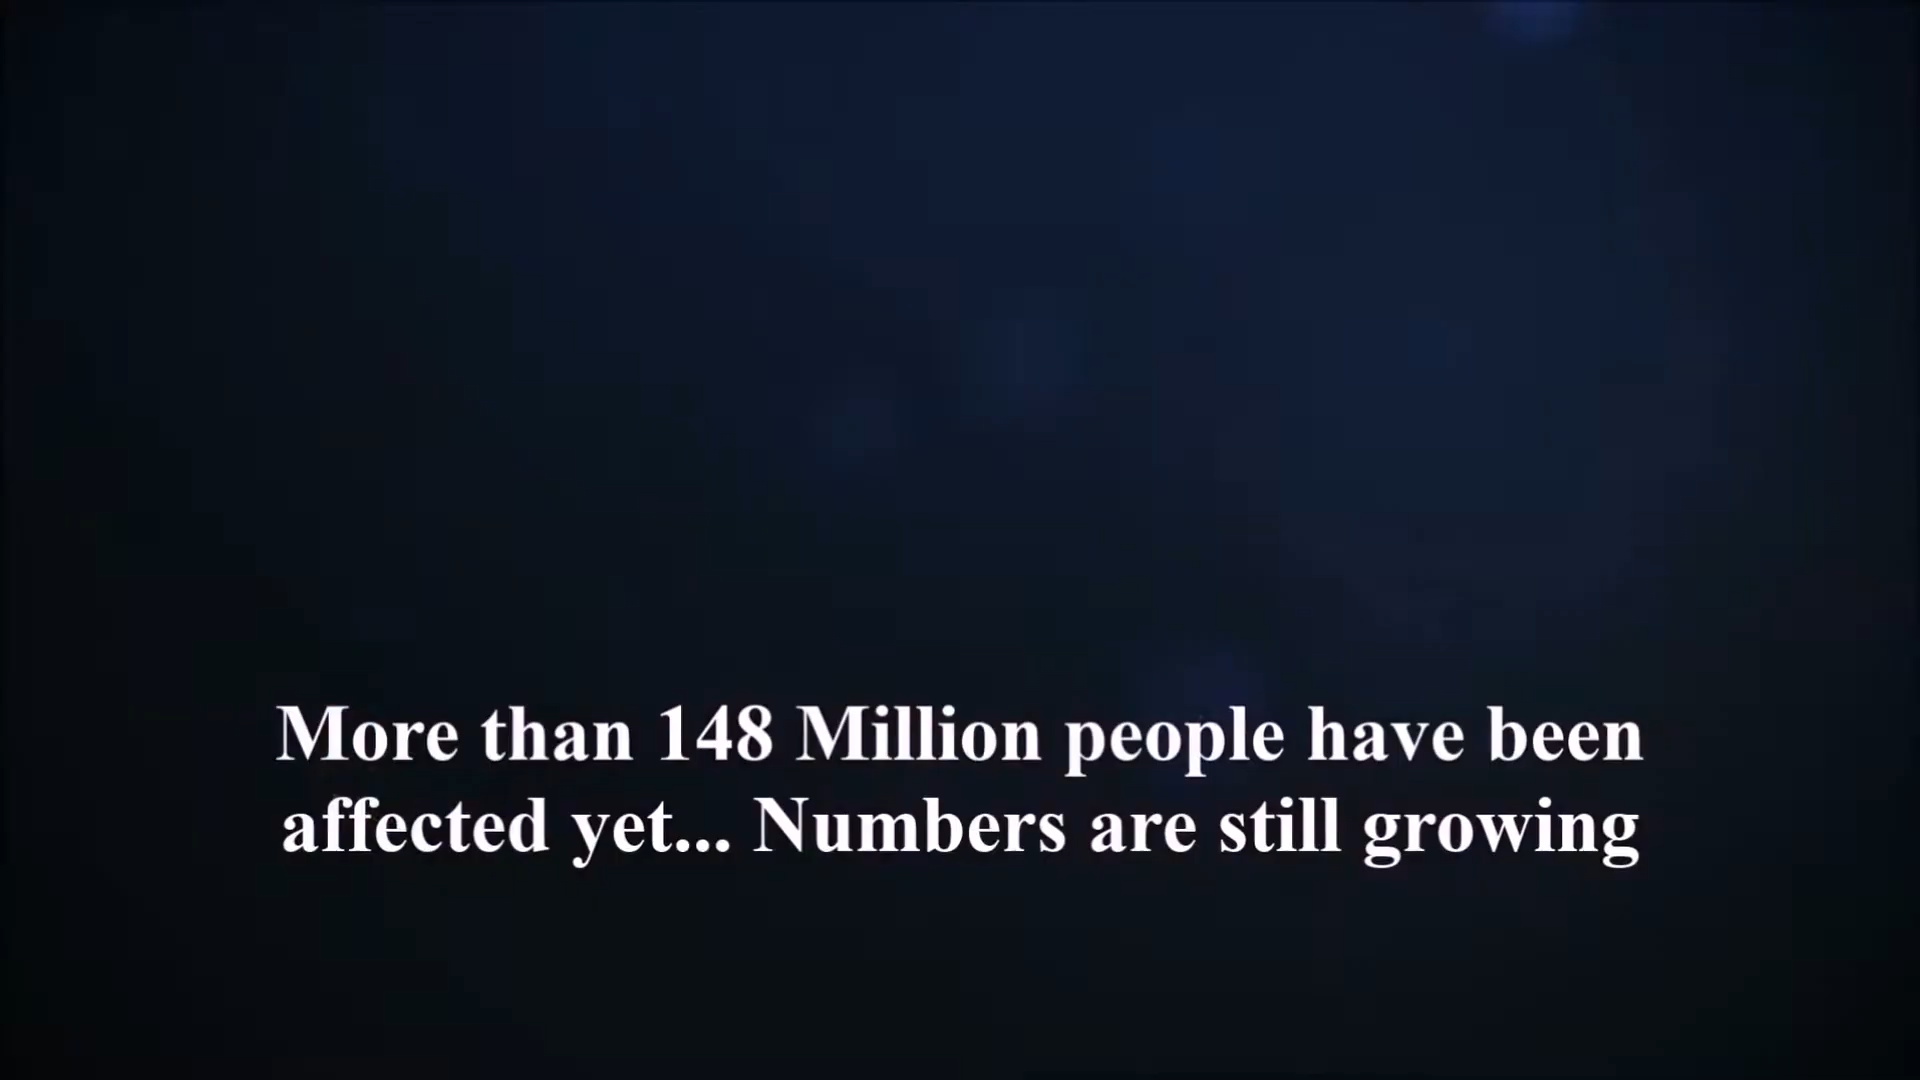 More than 148 Million people have been
affected yet... Numbers are still growing